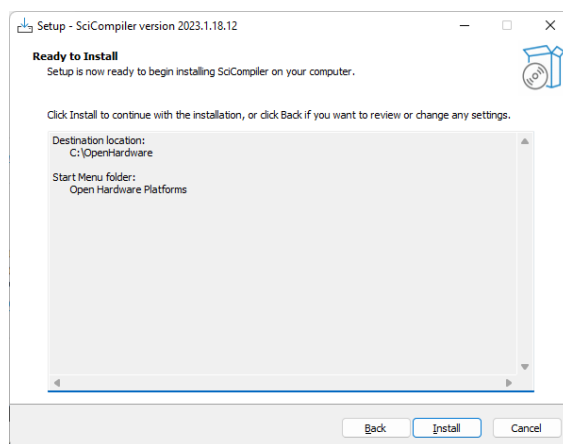 Setup - SciCompiler version 2023.1.18.12
Ready to Install
Setup is now ready to begin installing SciCompiler on your computer.
Click Install to continue with the installation, or click Back if you want to review or change any settings.
Destination location:
C:\OpenHardware
Start Menu folder:
Open Hardware Platforms
Back
Install
Cancel